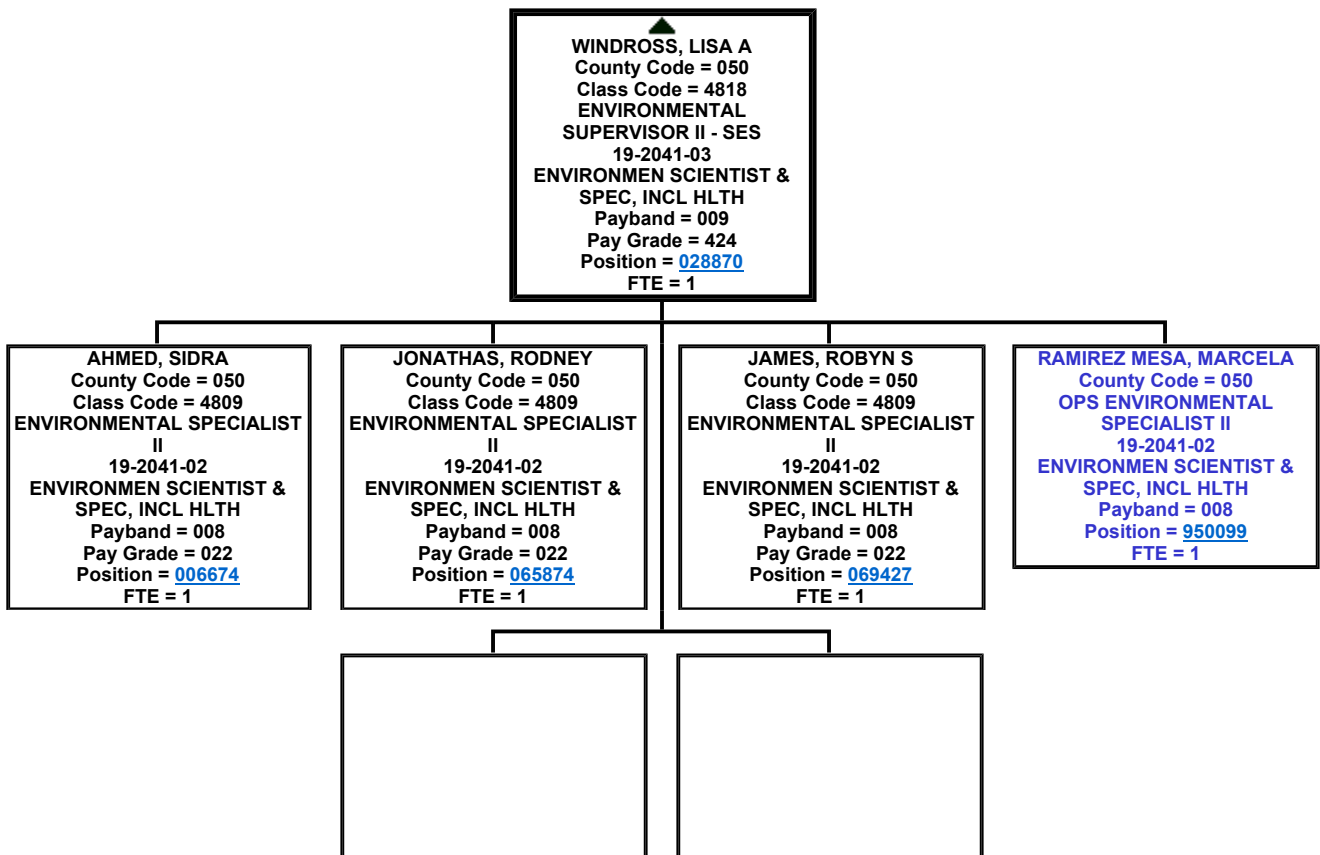 WINDROSS, LISA A
County Code = 050
Class Code = 4818
ENVIRONMENTAL
SUPERVISOR II - SES
19-2041-03
ENVIRONMEN SCIENTIST &
SPEC, INCL HLTH
Payband = 009
Pay Grade = 424
Position = 028870
FTE = 1
AHMED, SIDRA
County Code = 050
Class Code = 4809
ENVIRONMENTAL SPECIALIST
II
19-2041-02
ENVIRONMEN SCIENTIST &
SPEC, INCL HLTH
Payband = 008
Pay Grade = 022
Position = 006674
FTE = 1
JONATHAS, RODNEY
County Code = 050
Class Code = 4809
ENVIRONMENTAL SPECIALIST
II
19-2041-02
ENVIRONMEN SCIENTIST &
SPEC, INCL HLTH
Payband = 008
Pay Grade = 022
Position = 065874
FTE = 1
JAMES, ROBYN S
County Code = 050
Class Code = 4809
ENVIRONMENTAL SPECIALIST
II
19-2041-02
ENVIRONMEN SCIENTIST &
SPEC, INCL HLTH
Payband = 008
Pay Grade = 022
Position = 069427
FTE = 1
RAMIREZ MESA, MARCELA
County Code = 050
OPS ENVIRONMENTAL
SPECIALIST II
19-2041-02
ENVIRONMEN SCIENTIST &
SPEC, INCL HLTH
Payband = 008
Position = 950099
FTE = 1